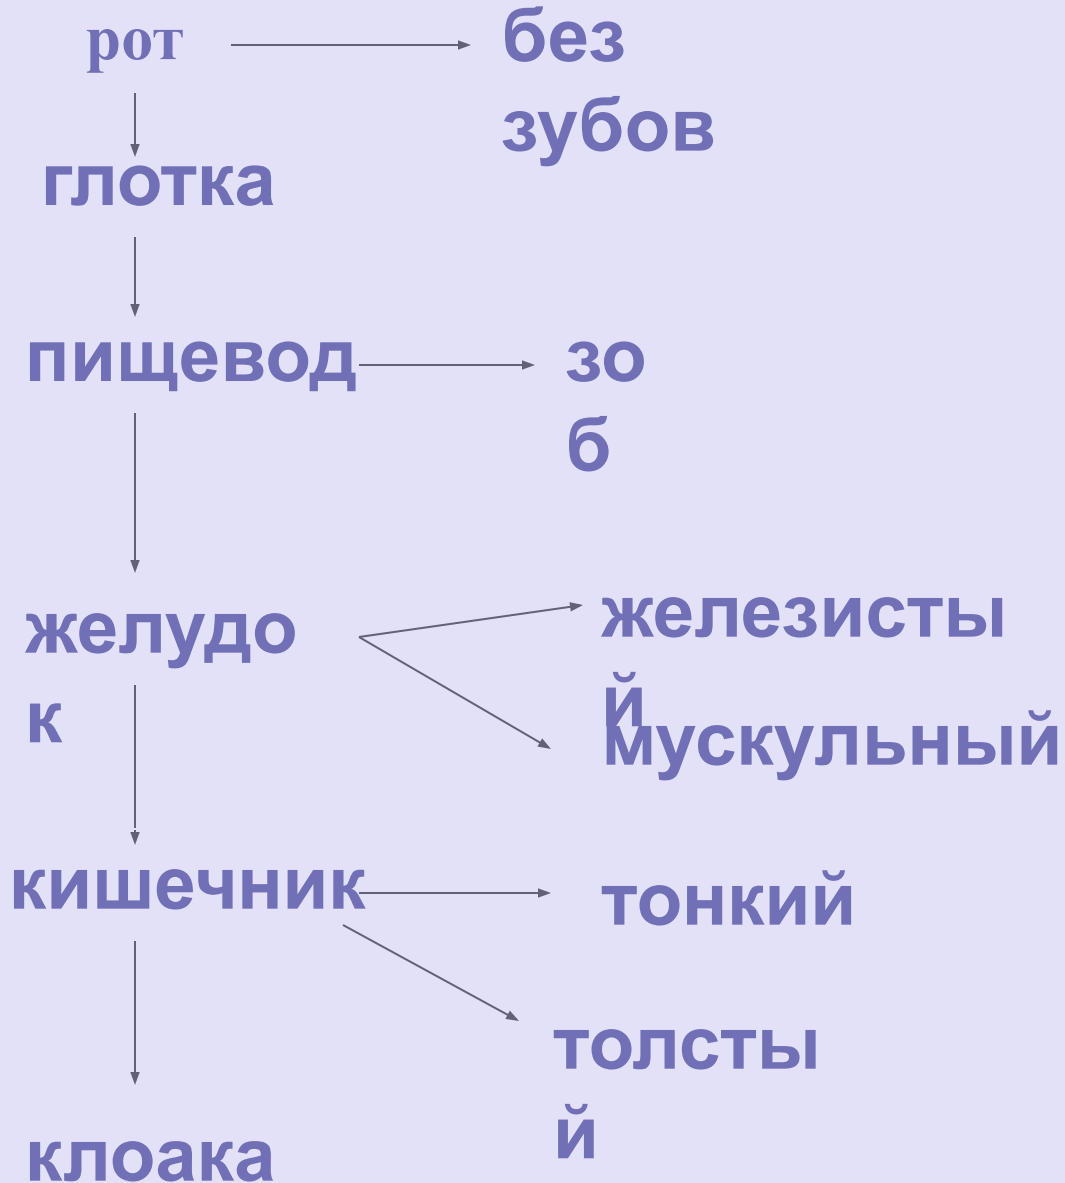 рот
без
зубов
глотка
пищевод
зо
б
желудо
к
железисты
й
мускульный
кишечник
тонкий
толсты
й
клоака